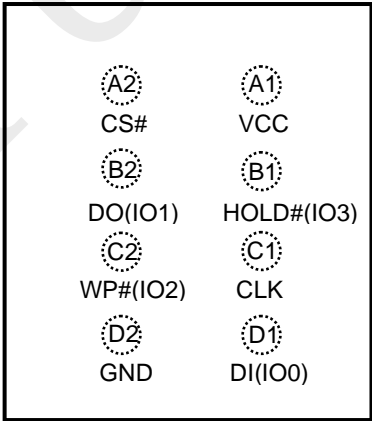 A2 A1
CS# VCC
B2 B1
DO(IO1) HOLD#(IO3)
C2 C1
WP#(IO2) CLK
D2 D1
GND DI(IO0)